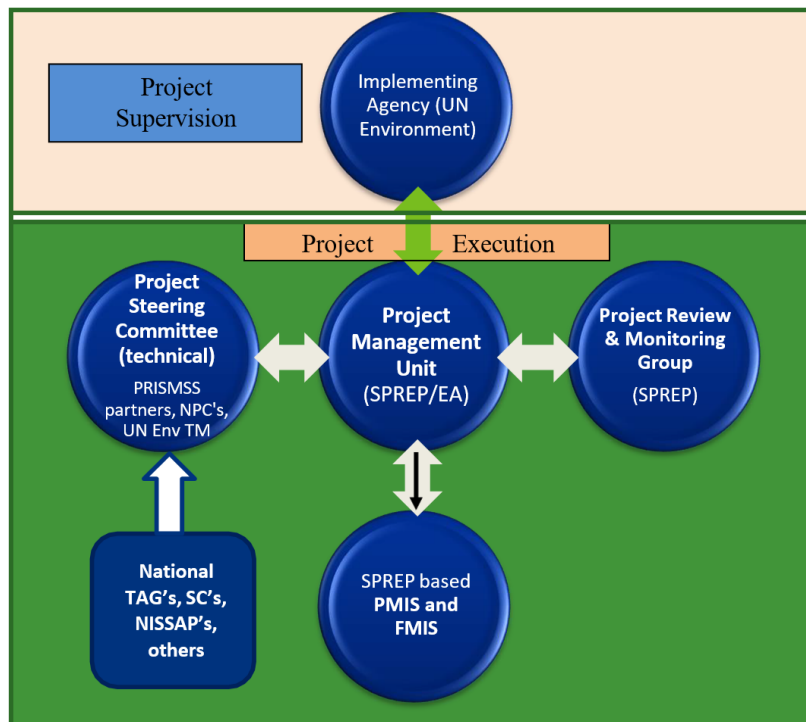 Project
Supervision
Implementing
Agency (UN
Environment)
Project Execution
Project
Steering
Committee
(technical)
PRISMSS
partners, NPC's,
UN Env TM
Project
Management
Unit
(SPREP/EA)
Project Review
& Monitoring
Group
(SPREP)
National
TAG's, SC's,
NISSAP's,
others
SPREP based
PMIS and
FMIS